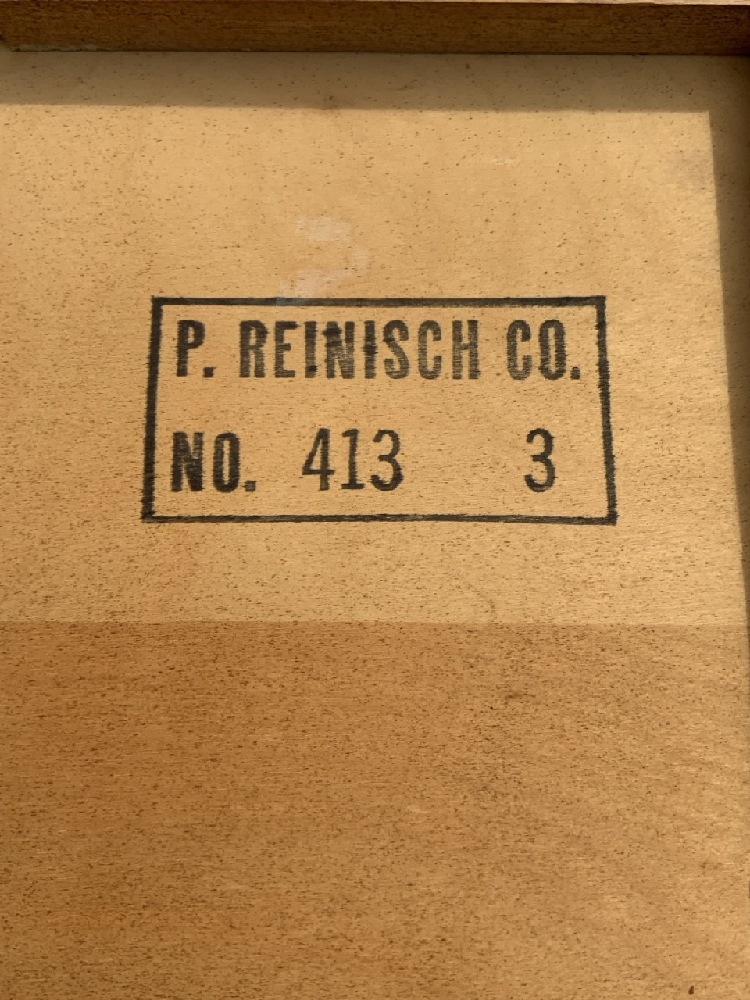 P. REINISCH CO.
NO. 413 3